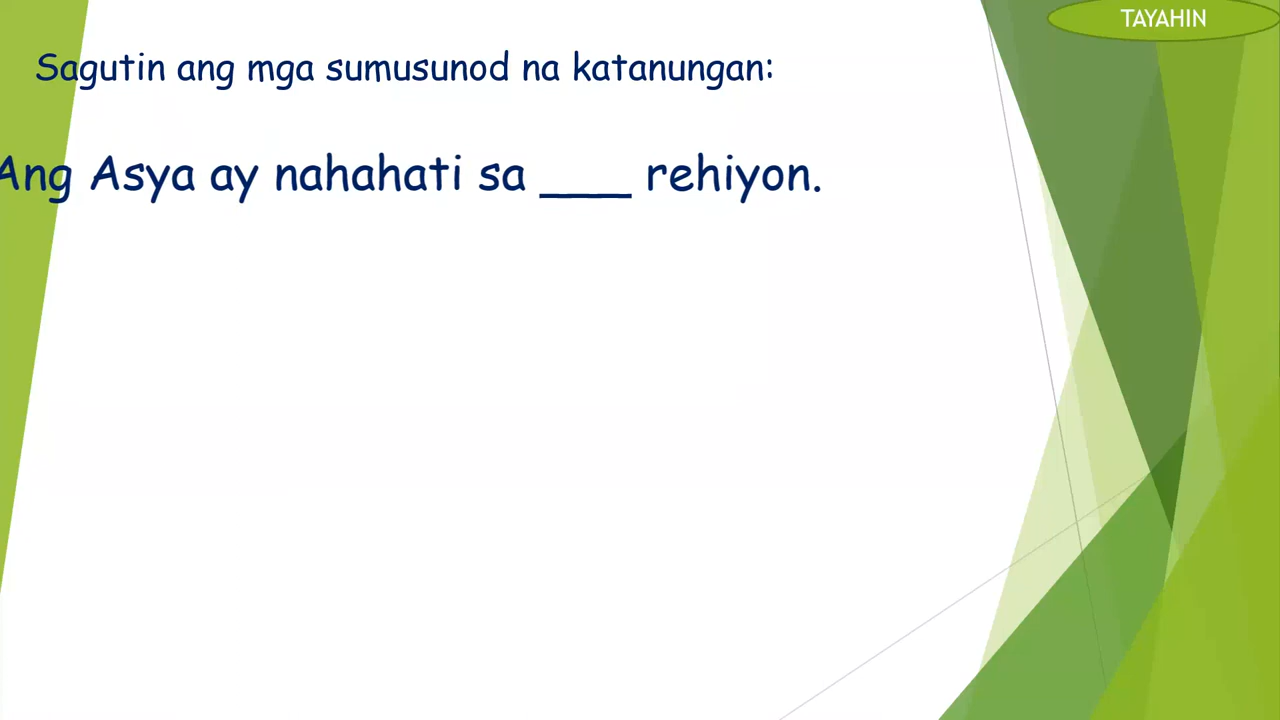 TAYAHIN
Sagutin ang mga sumusunod na katanungan:
Ang Asya ay nahahati sa ___ rehiyon.